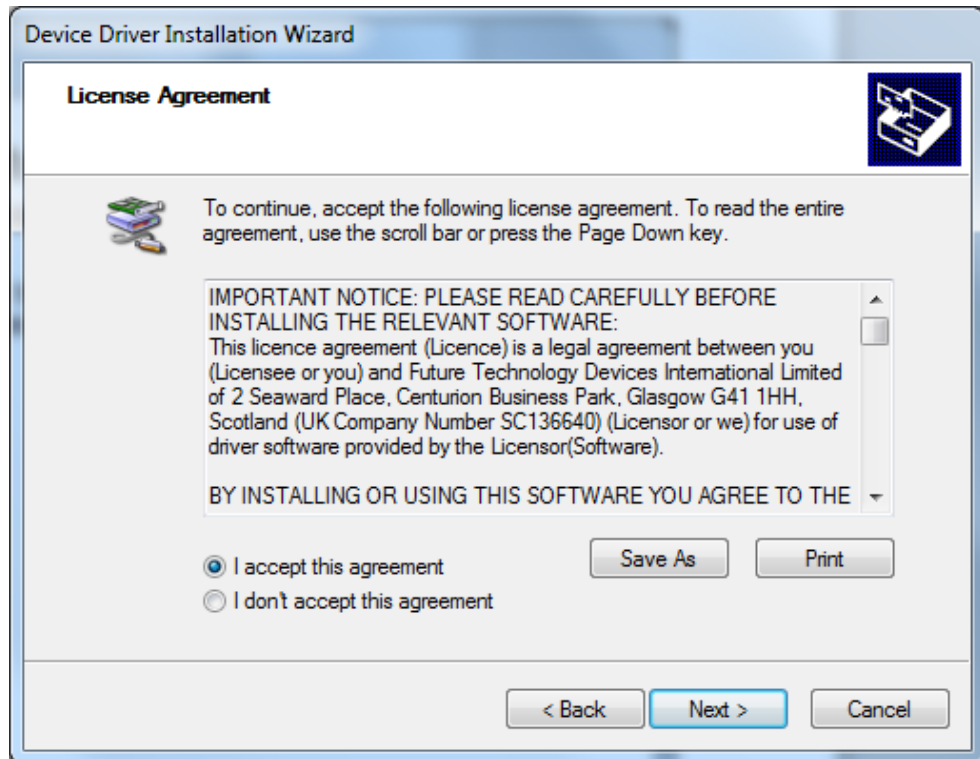 Device Driver Installation Wizard
License Agreement
To continue, accept the following license agreement. To read the entire
agreement, use the scroll bar or press the Page Down key.
IMPORTANT NOTICE: PLEASE READ CAREFULLY BEFORE
INSTALLING THE RELEVANT SOFTWARE:
This licence agreement (Licence) is a legal agreement between you
(Licensee or you) and Future Technology Devices International Limited
of 2 Seaward Place, Centurion Business Park, Glasgow G41 1HH,
Scotland (UK Company Number SC136640) (Licensor or we) for use of
driver software provided by the Licensor(Software).
BY INSTALLING OR USING THIS SOFTWARE YOU AGREE TO THE
I accept this agreement
Save As
Print
I don't accept this agreement
< Back
Next >
Cancel